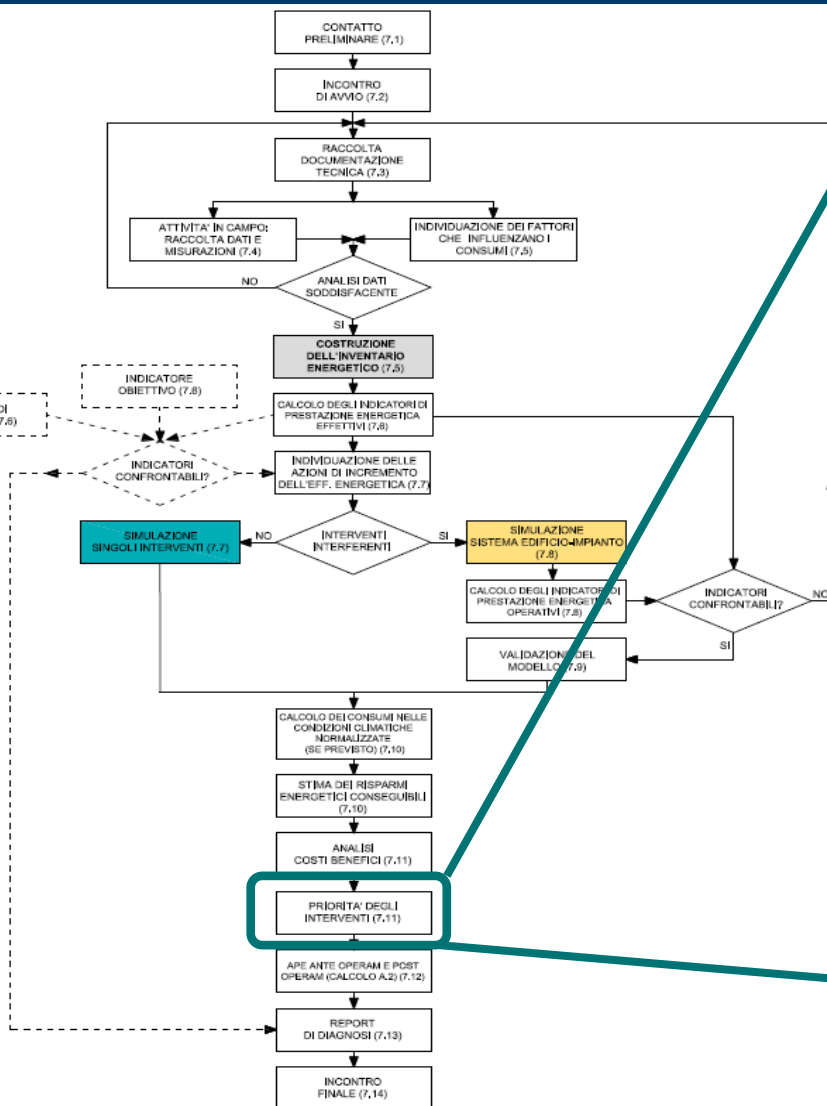 CONTATTO
PRELIMINARE (7.1)
INCONTRO
DI AVVIO (7.2)
RACCOLTA
DOCUMENTAZIONE
TECNICA (7.3)
ATTIVITA' IN CAMPO:
RACCOLTA DATI E
MISURAZIONI (7.4)
INDIVIDUAZIONE DEI FATTORI
CHE INFLUENZANO I
CONSUMI (7.5)
NO
ANALISI DATI
SODDISFACENTE
SI
COSTRUZIONE
DELL'INVENTARIO
ENERGETICO (7.5)
INDICATORE
OBIETTIVO (7.6)
DI
7.6)
CALCOLO DEGLI INDICATORI DI
PRESTAZIONE ENERGETICA
EFFETTIVI (7.6)
INDICATORI
CONFRONTABILI?
INDIVIDUAZIONE DELLE
AZIONI DI INCREMENTO
DELL'EFF. ENERGETICA (7.7)
SIMULAZIONE
SINGOLI INTERVENTI (7.7)
NO
INTERVENTI
INTERFERENTI
SI
SIMULAZIONE
SISTEMA EDIFICIO-IMPIANTO
(7.8)
CALCOLO DEGLI INDICATORI DI
PRESTAZIONE ENERGETICA
OPERATIVI (7.8)
INDICATORI
CONFRONTABILI?
NO
SI
VALIDAZIONE DEL
MODELLO (7.9)
CALCOLO DEI CONSUMI NELLE
CONDIZIONI CLIMATICHE
NORMALIZZATE
(SE PREVISTO) (7.10)
STIMA DEI RISPARMI
ENERGETICI CONSEGUIBILI
(7.10)
ANALISI
COSTI BENEFICI (7.11)
PRIORITA' DEGLI
INTERVENTI (7.11)
APE ANTE OPERAM E POST
OPERAM (CALCOLO A.2) (7.12)
REPORT
DI DIAGNOSI (7.13)
INCONTRO
FINALE (7.14)